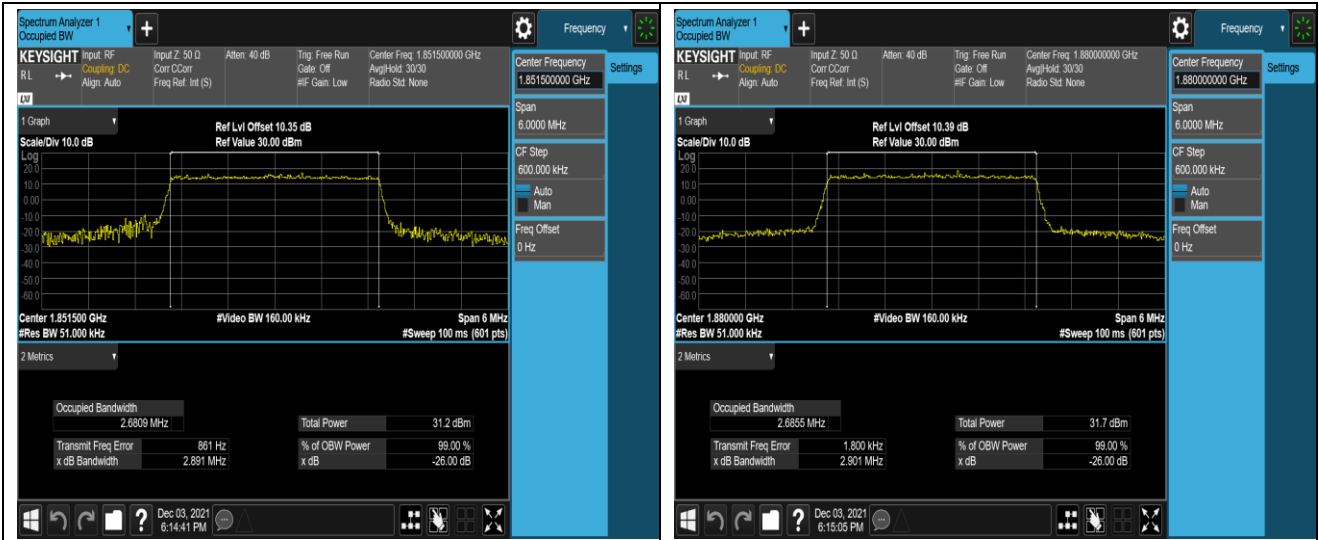 Spectrum Analyzer 1
Occupied BW
+
Frequency
KEYSIGHT Input: RF Input Z: 50 Ω Atten: 40 dB Trig: Free Run Center Freq: 1.851500000 GHz
Coupling: DC Corr CCorr Gate: Off Avg|Hold: 30/30
RL Align: Auto Freq Ref: Int (S) #IF Gain: Low Radio Std: None
LXI
Center Frequency
1.851500000 GHz
Settings
Span
6.0000 MHz
CF Step
600.000 kHz
Auto
Man
Freq Offset
0 Hz
1 Graph
Ref Lvl Offset 10.35 dB
Scale/Div 10.0 dB Ref Value 30.00 dBm
Log
20.0
10.0
0.00
-10.0
-20.0
-30.0
-40.0
-50.0
-60.0
Center 1.851500 GHz #Video BW 160.00 kHz Span 6 MHz
#Res BW 51.000 kHz #Sweep 100 ms (601 pts)
2 Metrics
Occupied Bandwidth
2.6809 MHz Total Power 31.2 dBm
Transmit Freq Error 861 Hz % of OBW Power 99.00 %
x dB Bandwidth 2.891 MHz x dB -26.00 dB
?
Dec 03, 2021
6:14:41 PM
Spectrum Analyzer 1
Occupied BW
+
Frequency
KEYSIGHT Input: RF Input Z: 50 Ω Atten: 40 dB Trig: Free Run Center Freq: 1.880000000 GHz
Coupling: DC Corr CCorr Gate: Off Avg|Hold: 30/30
RL Align: Auto Freq Ref: Int (S) #IF Gain: Low Radio Std: None
LXI
Center Frequency
1.880000000 GHz
Settings
Span
6.0000 MHz
CF Step
600.000 kHz
Auto
Man
Freq Offset
0 Hz
1 Graph
Ref Lvl Offset 10.39 dB
Scale/Div 10.0 dB Ref Value 30.00 dBm
Log
20.0
10.0
0.00
-10.0
-20.0
-30.0
-40.0
-50.0
-60.0
Center 1.880000 GHz #Video BW 160.00 kHz Span 6 MHz
#Res BW 51.000 kHz #Sweep 100 ms (601 pts)
2 Metrics
Occupied Bandwidth
2.6855 MHz Total Power 31.7 dBm
Transmit Freq Error 1.800 kHz % of OBW Power 99.00 %
x dB Bandwidth 2.901 MHz x dB -26.00 dB
?
Dec 03, 2021
6:15:05 PM